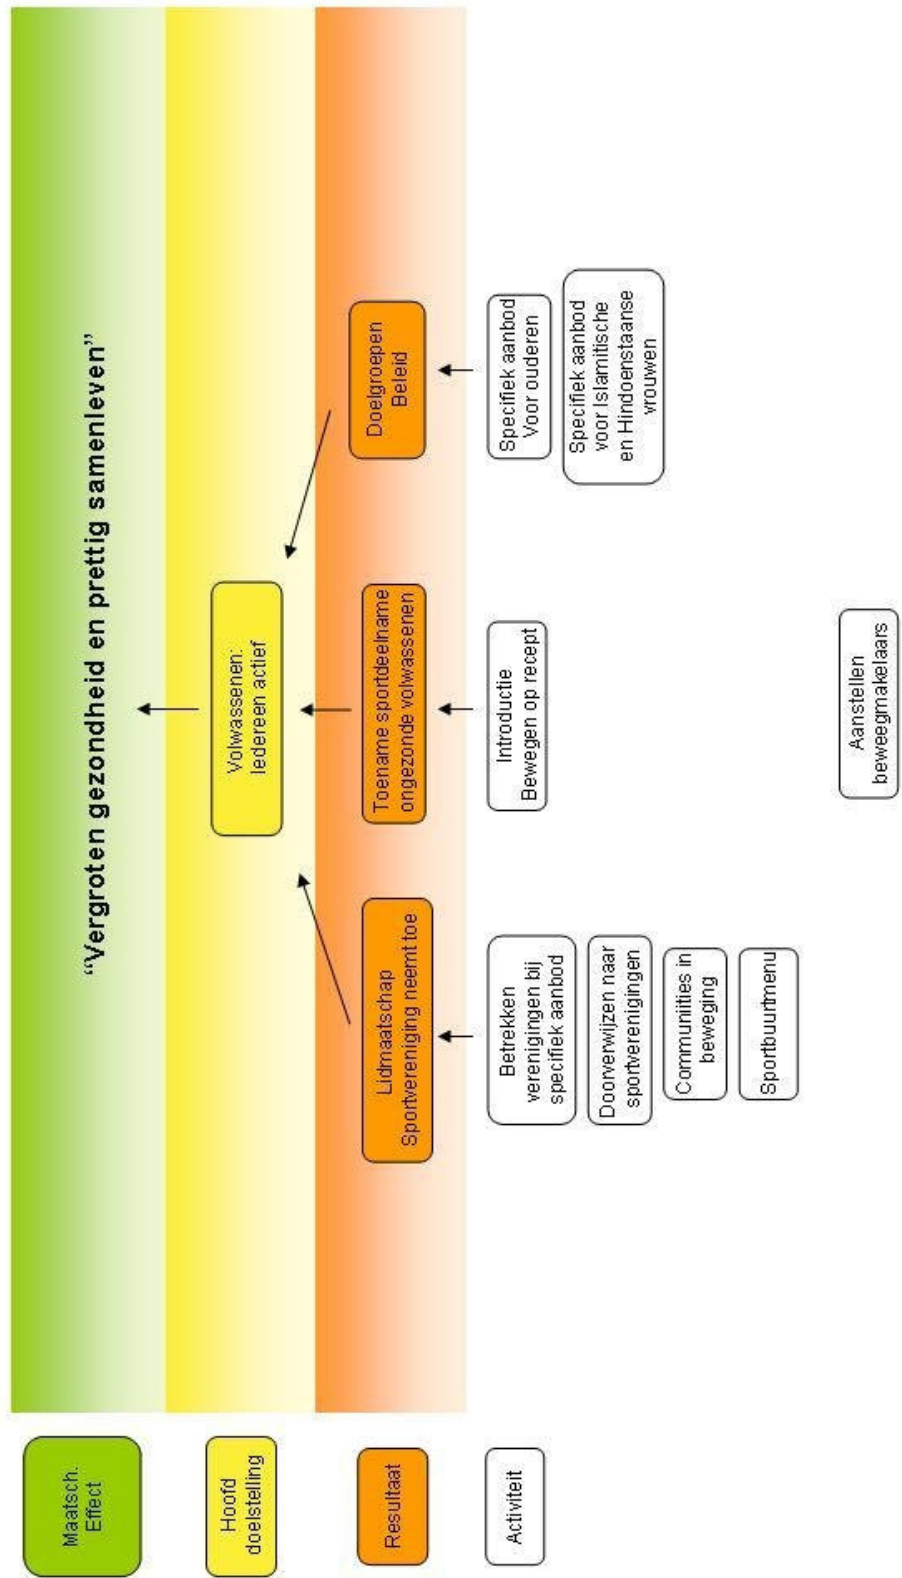 Maatsch.
Effect
“Vergroten gezondheid en prettig samenleven”
Hoofd
doelstelling
Volwassenen:
Iedereen actief
Resultaat
Lidmaatschap
Sportvereniging neemt toe
Toename sportdeelname
ongezonde volwassenen
Doelgroepen
Beleid
Activiteit
Betrekken
verenigingen bij
specifiek aanbod
Doorverwijzen naar
sportverenigingen
Communities in
beweging
Sportbuurtmenu
Introductie
Bewegen op recept
Specifiek aanbod
Voor ouderen
Specifiek aanbod
voor Islamitische
en Hindoenstaanse
vrouwen
Aanstellen
beweegmakelaars